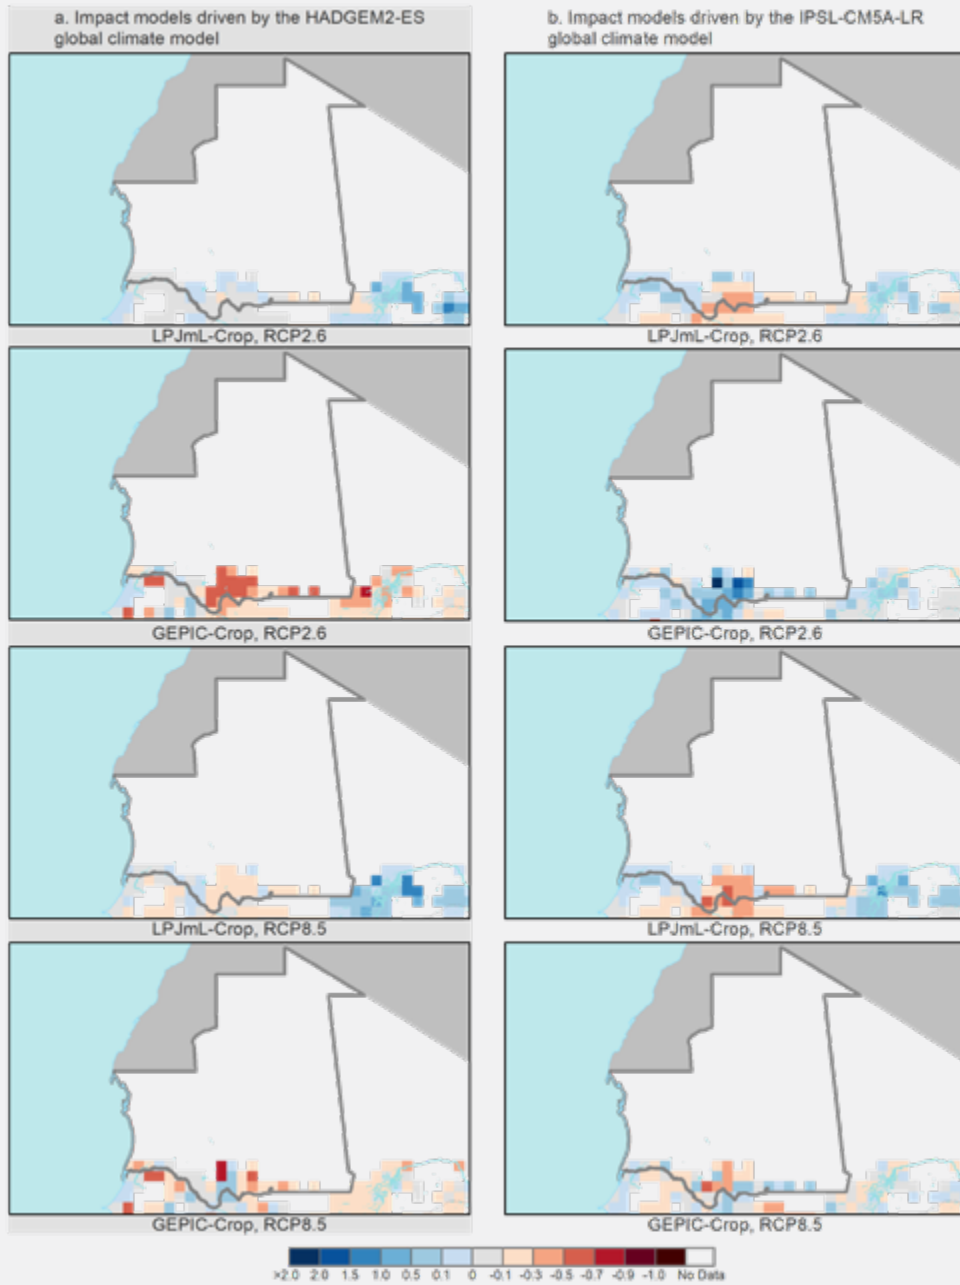 a. Impact models driven by the HADGEM2-ES
global climate model
b. Impact models driven by the IPSL-CM5A-LR
global climate model
LPJmL-Crop, RCP2.6
LPJmL-Crop, RCP2.6
GEPIC-Crop, RCP2.6
GEPIC-Crop, RCP2.6
LPJmL-Crop, RCP8.5
LPJmL-Crop, RCP8.5
GEPIC-Crop, RCP8.5
GEPIC-Crop, RCP8.5
>2.0 2.0 1.5 1.0 0.5 0.1 0 -0.1 -0.3 -0.5 -0.7 -0.9 -1.0 No Data